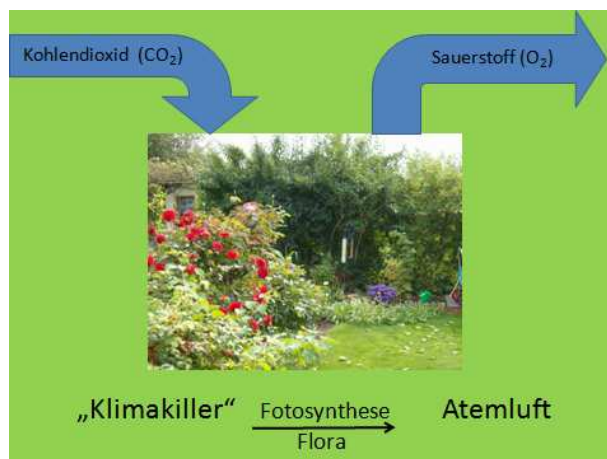 Kohlendioxid (CO₂)
Sauerstoff (O₂)
„Klimakiller“ Fotosynthese Atemluft
Flora